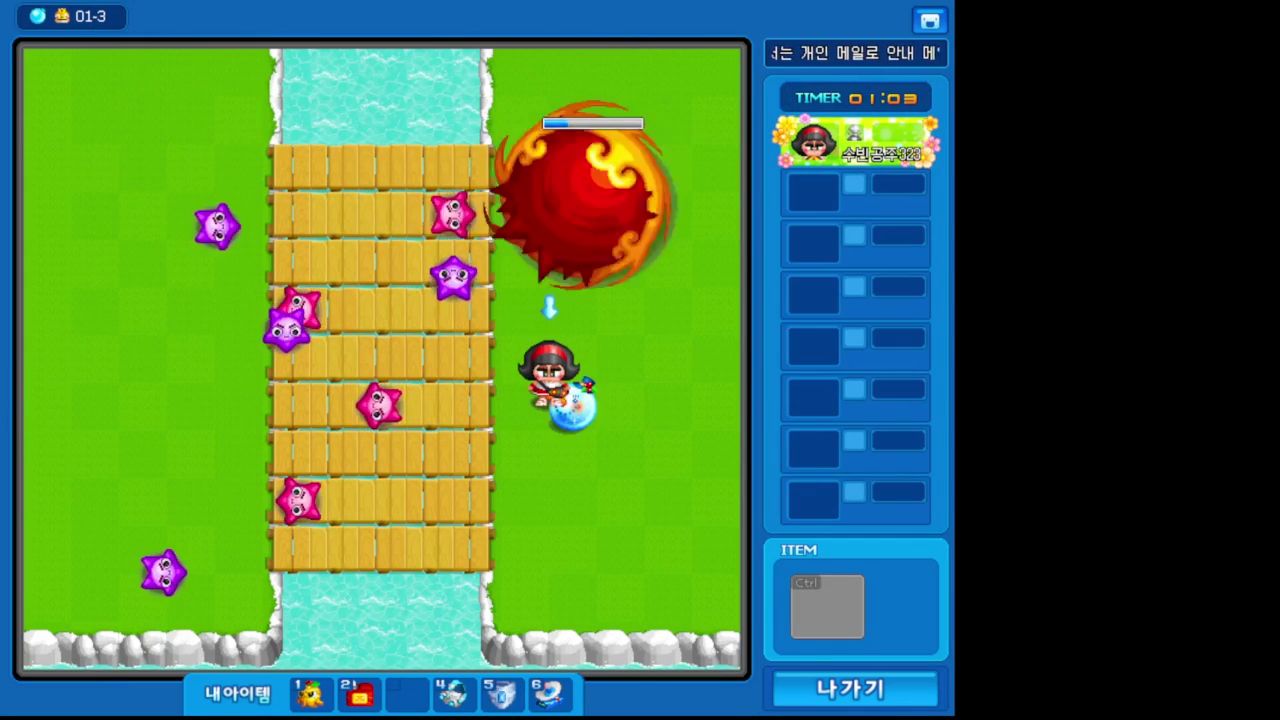 01-3
는 개인 메일로 안내 메
TIMER 01:03
수빈공주323
ITEM
Ctrl
내아이템
1
2
4
5
6
나가기